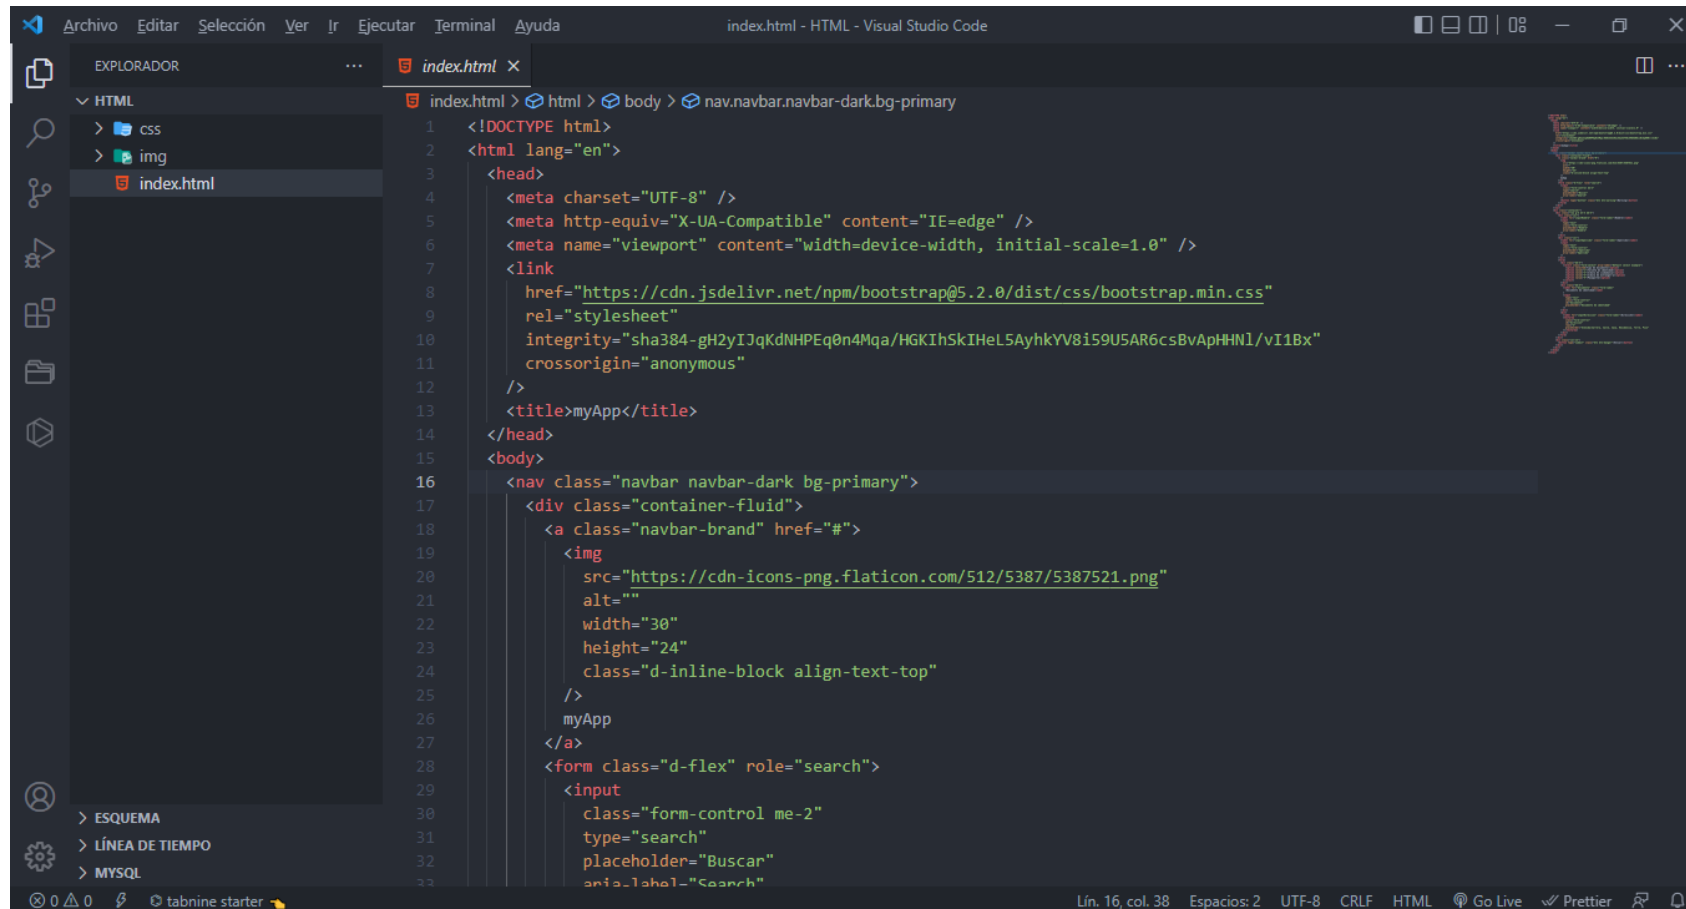 Archivo Editar Selección Ver Ir Ejecutar Terminal Ayuda
index.html - HTML - Visual Studio Code
EXPLORADOR
HTML
css
img
index.html
ESQUEMA
LÍNEA DE TIEMPO
MYSQL
index.html
index.html > html > body > nav.navbar.navbar-dark.bg-primary
1 <!DOCTYPE html>
2 <html lang="en">
3 <head>
4 <meta charset="UTF-8" />
5 <meta http-equiv="X-UA-Compatible" content="IE=edge" />
6 <meta name="viewport" content="width=device-width, initial-scale=1.0" />
7 <link
8 href="https://cdn.jsdelivr.net/npm/bootstrap@5.2.0/dist/css/bootstrap.min.css"
9 rel="stylesheet"
10 integrity="sha384-gH2yIJqKdNHPEq0n4Mqa/HGKIhSkIHeL5AyhkYV8i59U5AR6csBvApHHNl/vI1Bx"
11 crossorigin="anonymous"
12 />
13 <title>myApp</title>
14 </head>
15 <body>
16 <nav class="navbar navbar-dark bg-primary">
17 <div class="container-fluid">
18 <a class="navbar-brand" href="#">
19 <img
20 src="https://cdn-icons-png.flaticon.com/512/5387/5387521.png"
21 alt=""
22 width="30"
23 height="24"
24 class="d-inline-block align-text-top"
25 />
26 myApp
27 </a>
28 <form class="d-flex" role="search">
29 <input
30 class="form-control me-2"
31 type="search"
32 placeholder="Buscar"
33 aria-label="Search"
0 0 tabnine starter
Lín. 16, col. 38 Espacios: 2 UTF-8 CRLF HTML Go Live Prettier